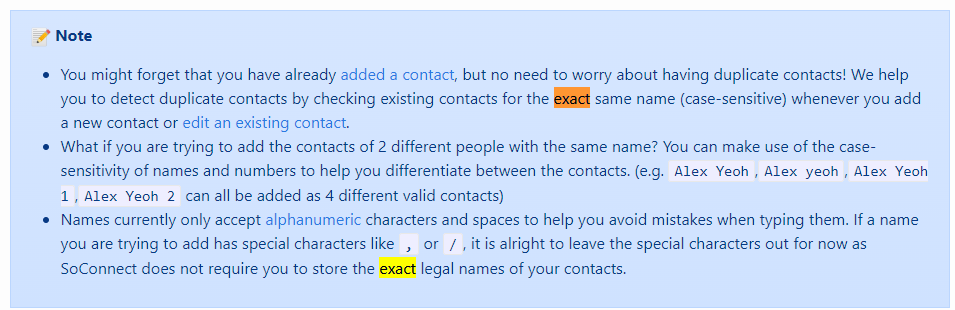 📝 Note
• You might forget that you have already added a contact, but no need to worry about having duplicate contacts! We help
you to detect duplicate contacts by checking existing contacts for the exact same name (case-sensitive) whenever you add
a new contact or edit an existing contact.
• What if you are trying to add the contacts of 2 different people with the same name? You can make use of the case-
sensitivity of names and numbers to help you differentiate between the contacts. (e.g. Alex Yeoh, Alex yeoh, Alex Yeoh
1, Alex Yeoh 2 can all be added as 4 different valid contacts)
• Names currently only accept alphanumeric characters and spaces to help you avoid mistakes when typing them. If a name
you are trying to add has special characters like , or /, it is alright to leave the special characters out for now as
SoConnect does not require you to store the exact legal names of your contacts.